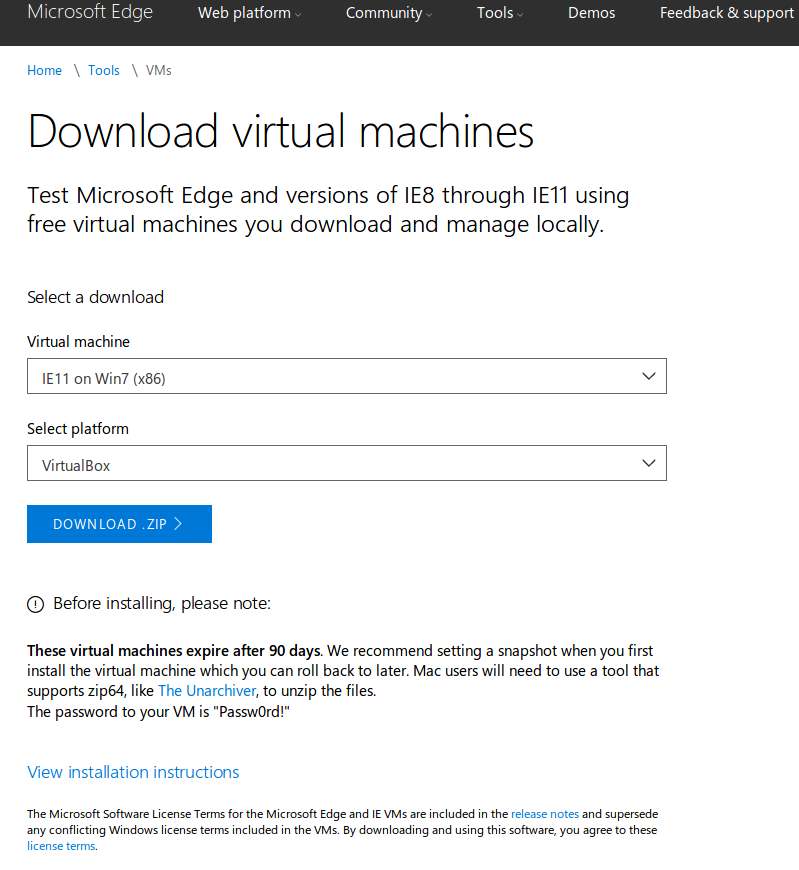 Microsoft Edge Web platform Community Tools Demos Feedback & support
Home \ Tools \ VMs
Download virtual machines
Test Microsoft Edge and versions of IE8 through IE11 using
free virtual machines you download and manage locally.
Select a download
Virtual machine
IE11 on Win7 (x86)
Select platform
VirtualBox
DOWNLOAD .ZIP
Before installing, please note:
These virtual machines expire after 90 days. We recommend setting a snapshot when you first
install the virtual machine which you can roll back to later. Mac users will need to use a tool that
supports zip64, like The Unarchiver, to unzip the files.
The password to your VM is "Passw0rd!"
View installation instructions
The Microsoft Software License Terms for the Microsoft Edge and IE VMs are included in the release notes and supersede
any conflicting Windows license terms included in the VMs. By downloading and using this software, you agree to these
license terms.